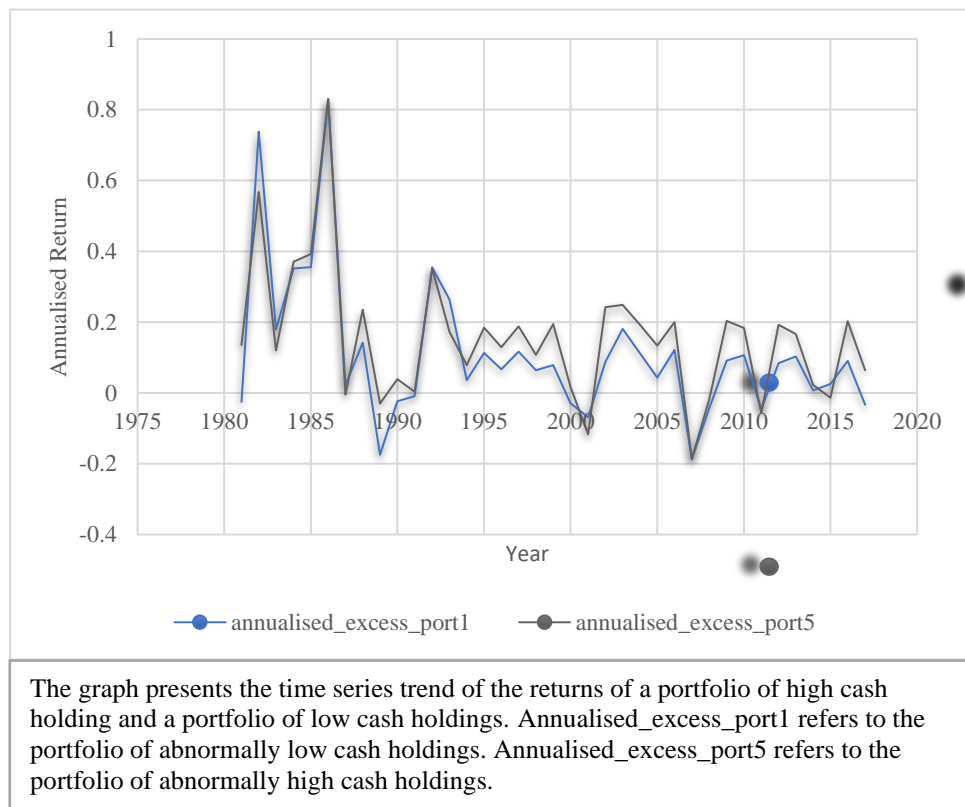 1
0.8
0.6
0.4
0.2
0
-0.2
-0.4
Annualised Return
1975 1980 1985 1990 1995 2000 2005 2010 2015 2020
Year
annualised_excess_port1 annualised_excess_port5
The graph presents the time series trend of the returns of a portfolio of high cash
holding and a portfolio of low cash holdings. Annualised_excess_port1 refers to the
portfolio of abnormally low cash holdings. Annualised_excess_port5 refers to the
portfolio of abnormally high cash holdings.